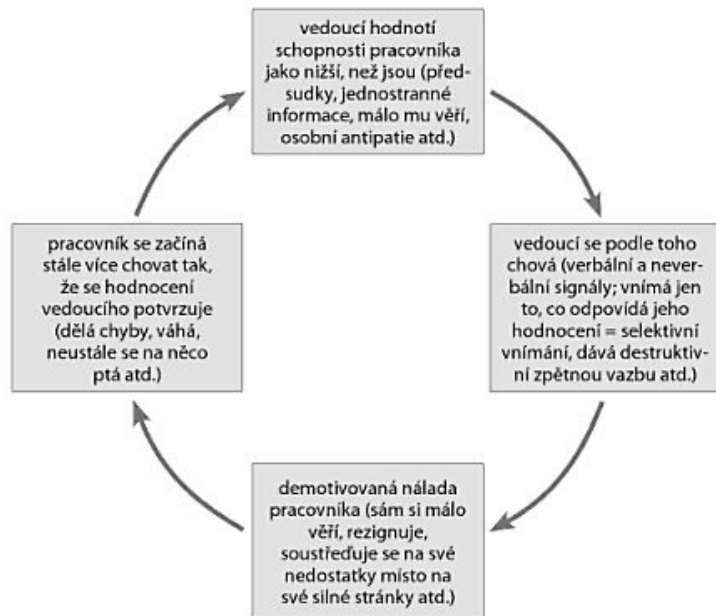 vedoucí hodnotí
schopnosti pracovníka
jako nižší, než jsou (před-
sudky, jednostranné
informace, málo mu věří,
osobní antipatie atd.)
vedoucí se podle toho
chová (verbální a never-
bální signály; vnímá jen
to, co odpovídá jeho
hodnocení = selektivní
vnímání, dává destruktiv-
ní zpětnou vazbu atd.)
demotivovaná nálada
pracovníka (sám si málo
věří, rezignuje,
soustřeďuje se na své
nedostatky místo na
své silné stránky atd.)
pracovník se začíná
stále více chovat tak,
že se hodnocení
vedoucího potvrzuje
(dělá chyby, váhá,
neustále se na něco
ptá atd.)